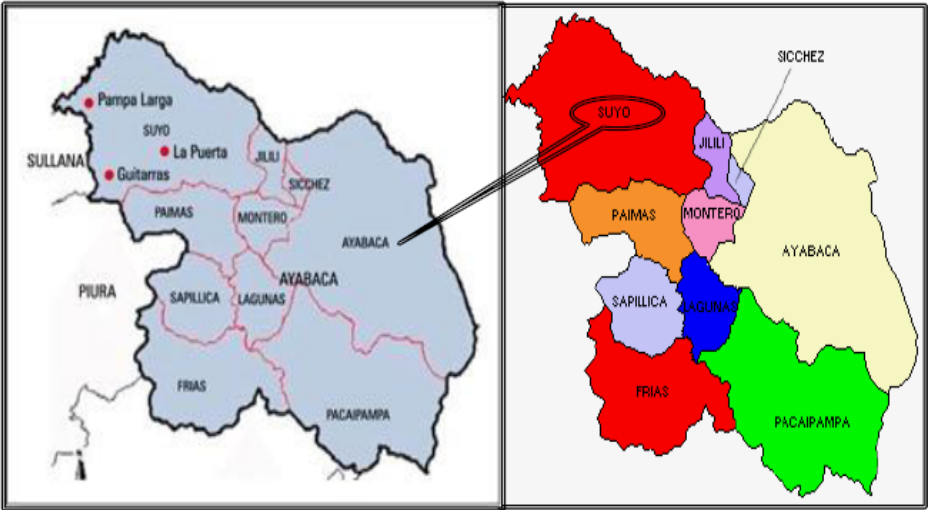 Pampa Larga
SUYO
La Puerta
SULLANA
Guitarras
JILILI
SICCHEZ
PAIMAS
MONTERO
AYABACA
AYABACA
PIURA
SAPILLICA
LAGUNAS
FRIAS
PACAIPAMPA
SICCHEZ
SUYO
JILILI
PAIMAS
MONTERO
AYABACA
SAPILLICA
LAGUNAS
FRIAS
PACAIPAMPA